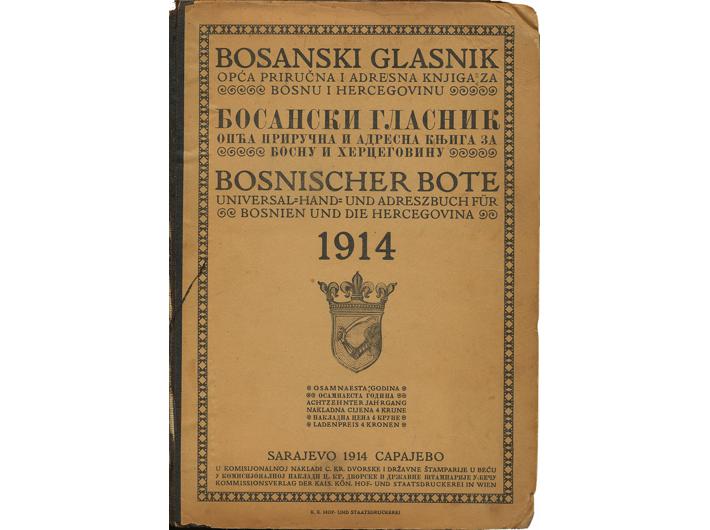 BOSANSKI GLASNIK
OPĆA PRIRUČNA I ADRESNA KNJIGA ZA
BOSNU I HERCEGOVINU
БОСАНСКИ ГЛАСНИК
ОПЋА ПРИРУЧНА И АДРЕСНА КЊИГА ЗА
БОСНУ И ХЕРЦЕГОВИНУ
BOSNISCHER BOTE
UNIVERSAL=HAND= UND ADRESZBUCH FÜR
BOSNIEN UND DIE HERCEGOVINA
1914
OSAMNAESTA GODINA
ОСАМНАЕСТА ГОДИНА
ACHTZEHNTER JAHRGANG
NAKLADNA CIJENA 4 KRUNE
НАКЛАДНА ЦЕНА 4 КРУНЕ
LADENPREIS 4 KRONEN
SARAJEVO 1914 САРАЈЕВО
U KOMISIJONALNOJ NAKLADI C. KR. DVORSKE I DRŽAVNE ŠTAMPARIJE U BEČU
У КОМИСИЈОНАЛНОЈ НАКЛАДИ Ц. КР. ДВОРСКЕ И ДРЖАВНЕ ШТАМПАРИЈЕ У БЕЧУ
KOMMISSIONSVERLAG DER KAIS. KÖN. HOF- UND STAATSDRUCKEREI IN WIEN
K. K. HOF- UND STAATSDRUCKEREI